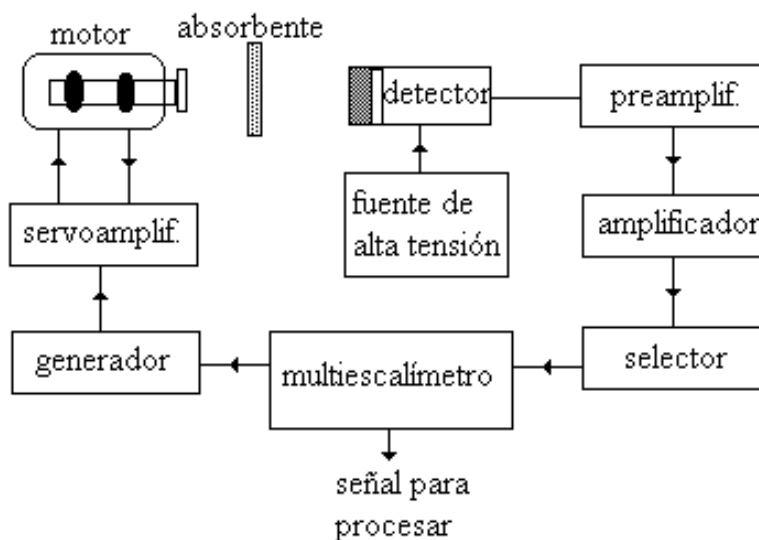 motor
absorbente
detector
preamplif.
fuente de
alta tensión
servoamplif.
amplificador
generador
multiescalímetro
selector
señal para
procesar